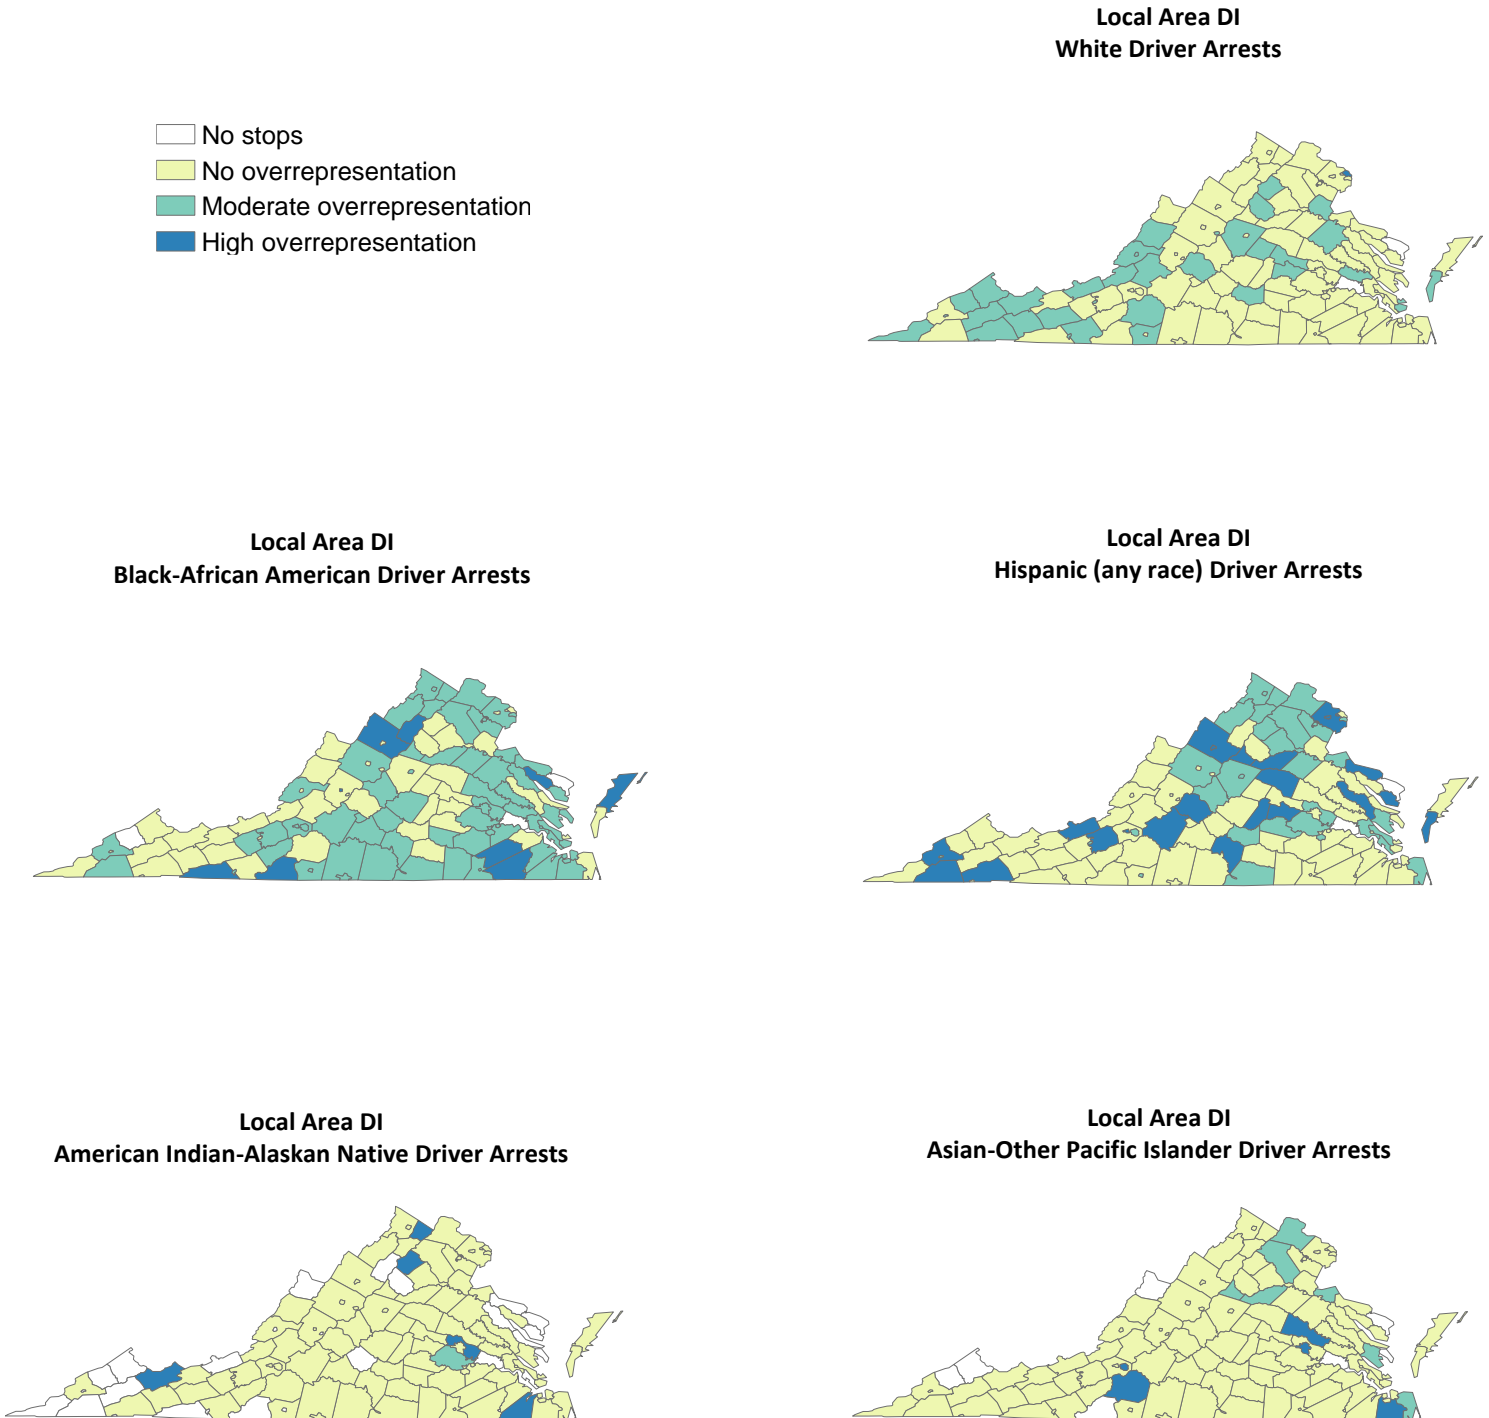 Local Area DI
White Driver Arrests
No stops
No overrepresentation
Moderate overrepresentation
High overrepresentation
Local Area DI
Black-African American Driver Arrests
Local Area DI
Hispanic (any race) Driver Arrests
Local Area DI
American Indian-Alaskan Native Driver Arrests
Local Area DI
Asian-Other Pacific Islander Driver Arrests